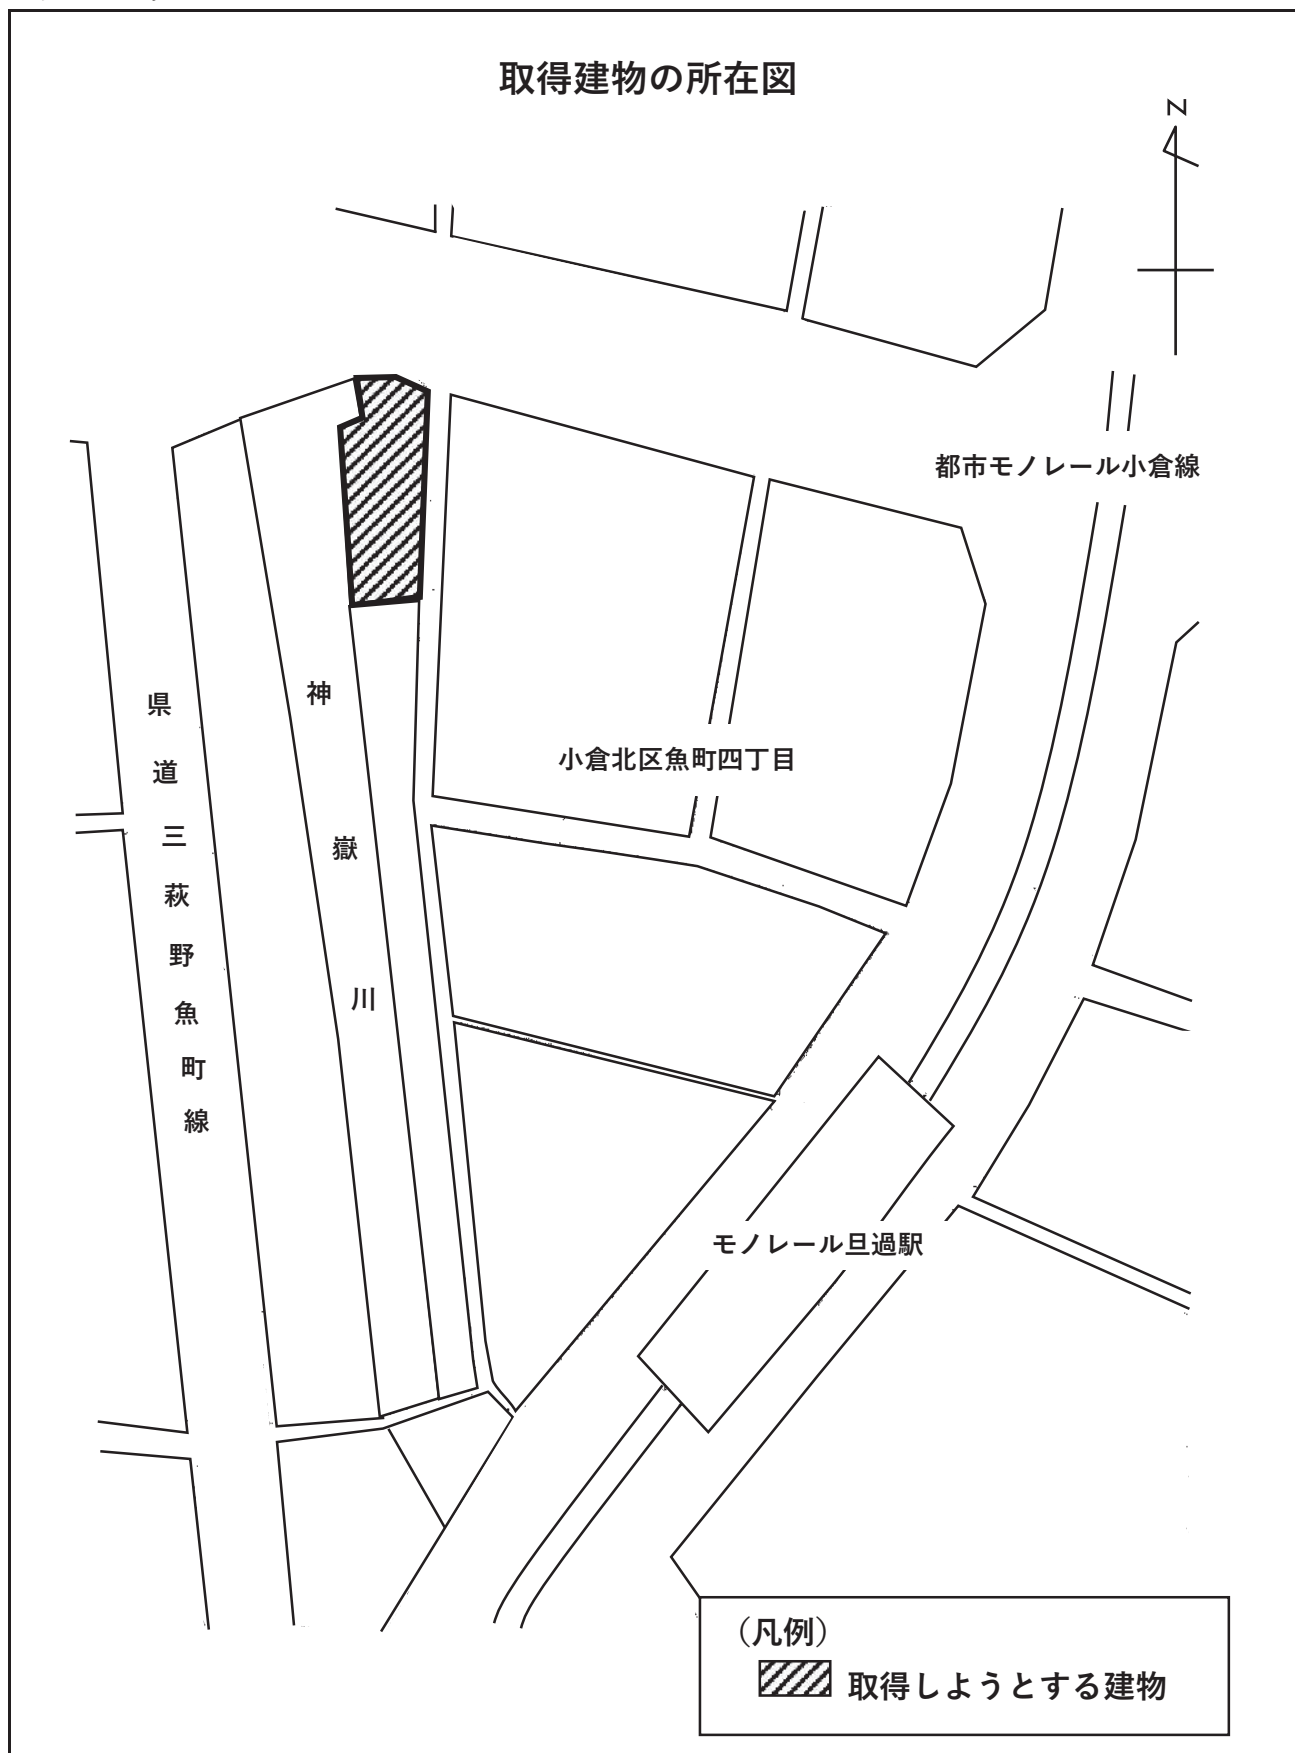 取得建物の所在図
N
都市モノレール小倉線
小倉北区魚町四丁目
県道三萩野魚町線
神嶽川
モノレール旦過駅
（凡例）
取得しようとする建物